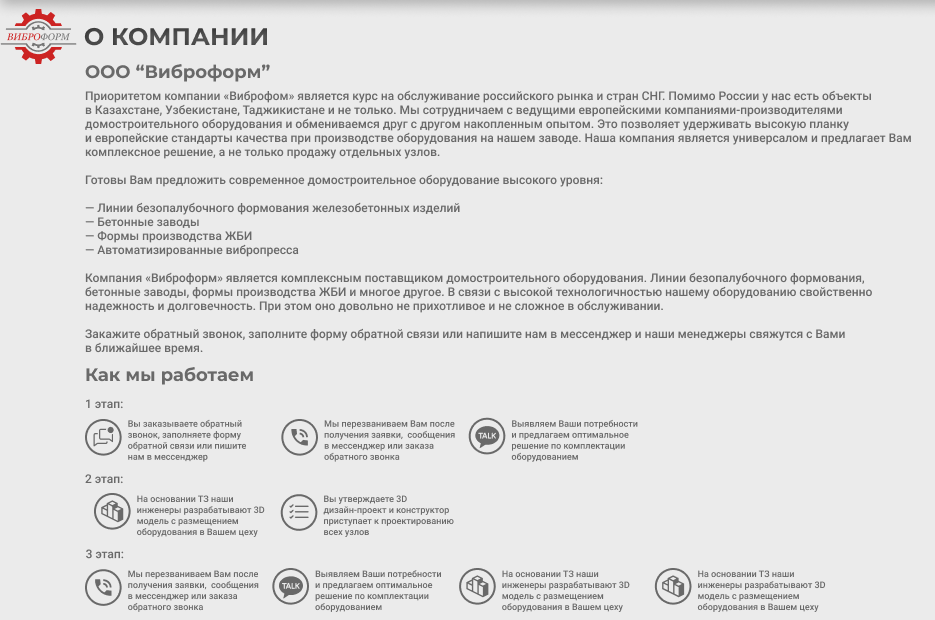 ВИБРОФОРМ
О КОМПАНИИ
ООО “Виброформ”
Приоритетом компании «Виброфом» является курс на обслуживание российского рынка и стран СНГ. Помимо России у нас есть объекты
в Казахстане, Узбекистане, Таджикистане и не только. Мы сотрудничаем с ведущими европейскими компаниями-производителями
домостроительного оборудования и обмениваемся друг с другом накопленным опытом. Это позволяет удерживать высокую планку
и европейские стандарты качества при производстве оборудования на нашем заводе. Наша компания является универсалом и предлагает Вам
комплексное решение, а не только продажу отдельных узлов.
Готовы Вам предложить современное домостроительное оборудование высокого уровня:
— Линии безопалубочного формования железобетонных изделий
— Бетонные заводы
— Формы производства ЖБИ
— Автоматизированные вибропресса
Компания «Виброформ» является комплексным поставщиком домостроительного оборудования. Линии безопалубочного формования,
бетонные заводы, формы производства ЖБИ и многое другое. В связи с высокой технологичностью нашему оборудованию свойственно
надежность и долговечность. При этом оно довольно не прихотливое и не сложное в обслуживании.
Закажите обратный звонок, заполните форму обратной связи или напишите нам в мессенджер и наши менеджеры свяжутся с Вами
в ближайшее время.
Как мы работаем
1 этап:
Вы заказываете обратный
звонок, заполняете форму
обратной связи или пишите
нам в мессенджер
Мы перезваниваем Вам после
получения заявки, сообщения
в мессенджер или заказа
обратного звонка
TALK
Выявляем Ваши потребности
и предлагаем оптимальное
решение по комплектации
оборудованием
2 этап:
На основании ТЗ наши
инженеры разрабатывают 3D
модель с размещением
оборудования в Вашем цеху
Вы утверждаете 3D
дизайн-проект и конструктор
приступает к проектированию
всех узлов
3 этап:
Мы перезваниваем Вам после
получения заявки, сообщения
в мессенджер или заказа
обратного звонка
TALK
Выявляем Ваши потребности
и предлагаем оптимальное
решение по комплектации
оборудованием
На основании ТЗ наши
инженеры разрабатывают 3D
модель с размещением
оборудования в Вашем цеху
На основании ТЗ наши
инженеры разрабатывают 3D
модель с размещением
оборудования в Вашем цеху